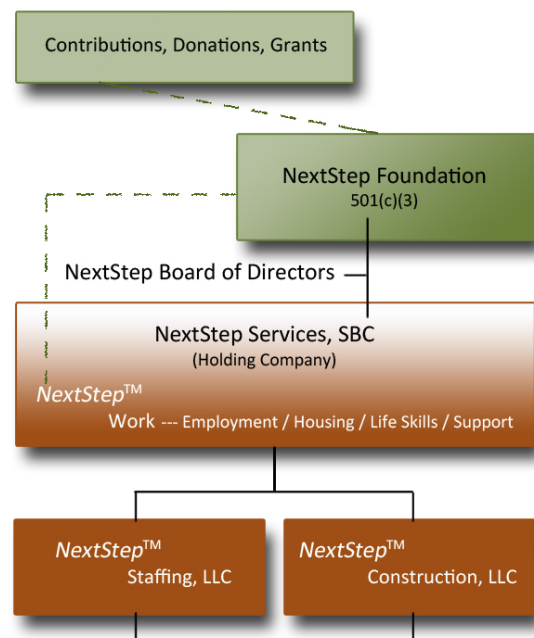 Contributions, Donations, Grants
NextStep Foundation
501(c)(3)
NextStep Board of Directors
NextStep Services, SBC
(Holding Company)
NextStep™
Work --- Employment / Housing / Life Skills / Support
NextStep™
Staffing, LLC
NextStep™
Construction, LLC